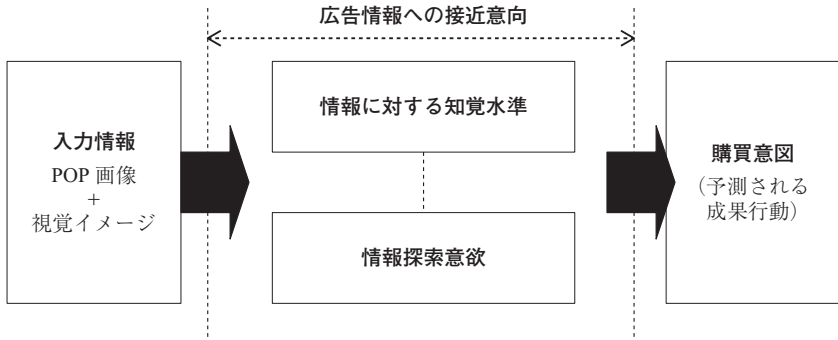 広告情報への接近意向
入力情報
POP 画像
+
視覚イメージ
情報に対する知覚水準
情報探索意欲
購買意図
(予測される
成果行動)